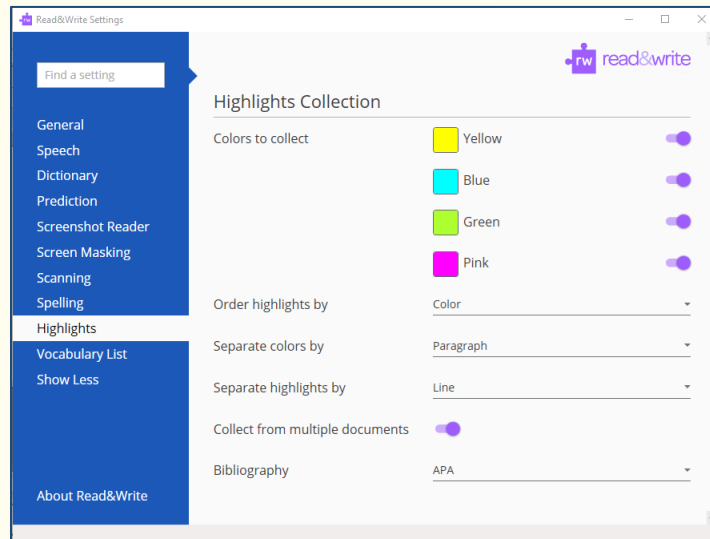 Read&Write Settings
rw read&write
Find a setting
General
Speech
Dictionary
Prediction
Screenshot Reader
Screen Masking
Scanning
Spelling
Highlights
Vocabulary List
Show Less
About Read&Write
Highlights Collection
Colors to collect
Yellow
Blue
Green
Pink
Order highlights by Color
Separate colors by Paragraph
Separate highlights by Line
Collect from multiple documents
Bibliography APA